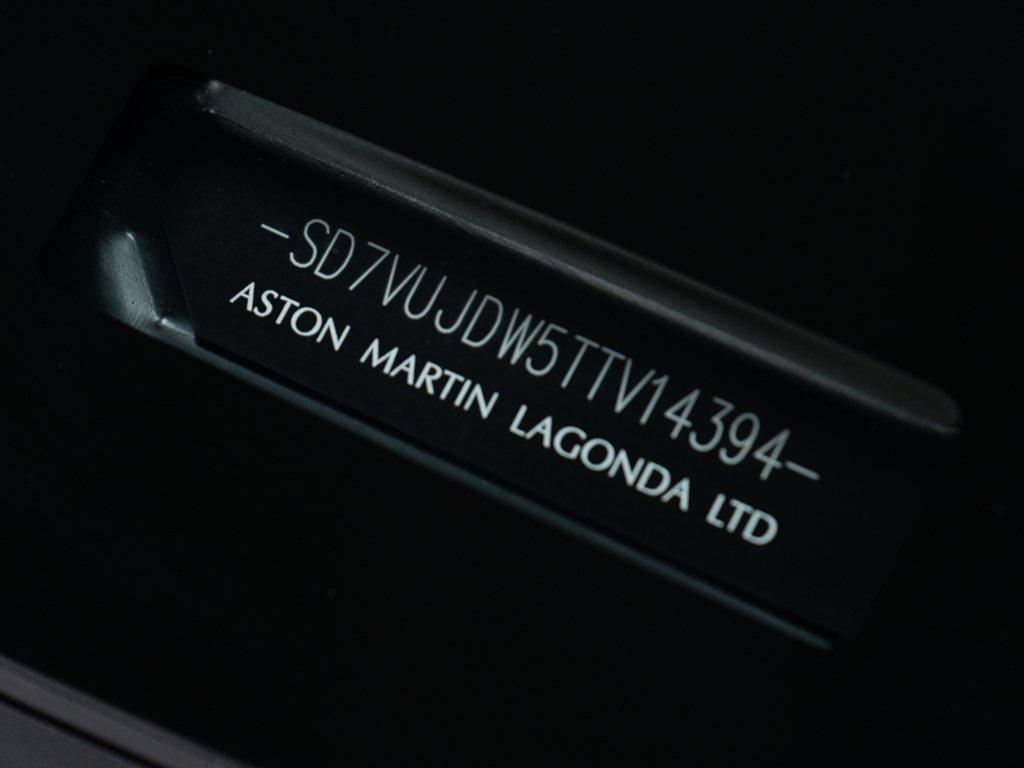 -SD7VUJDW5TTV14394-
ASTON MARTIN LAGONDA LTD